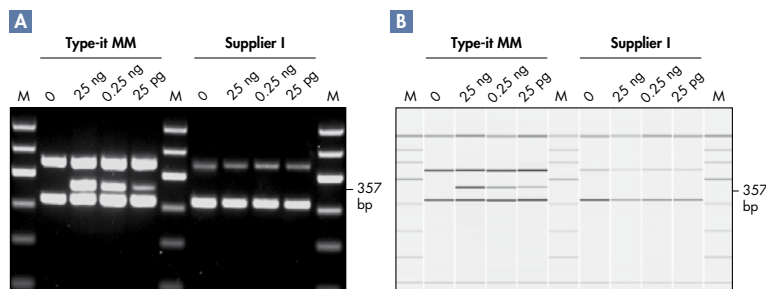 A
Type-it MM
Supplier I
M
0
25 ng
0.25 ng
25 pg
M
0
25 ng
0.25 ng
25 pg
M
357
bp
B
Type-it MM
Supplier I
M
0
25 ng
0.25 ng
25 pg
M
0
25 ng
0.25 ng
25 pg
M
357
bp